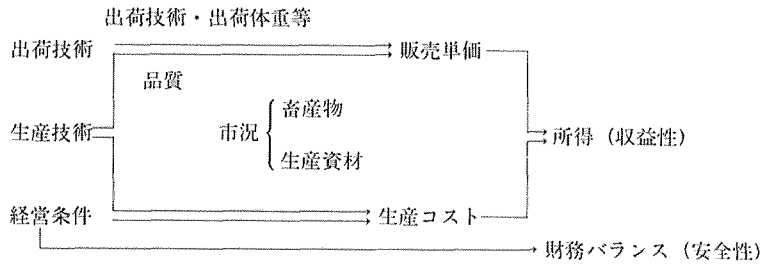 出荷技術・出荷体重等
出荷技術 販売単価
品質
畜産物
生産技術 市況 所得（収益性）
生産資材
経営条件 生産コスト
財務バランス（安全性）